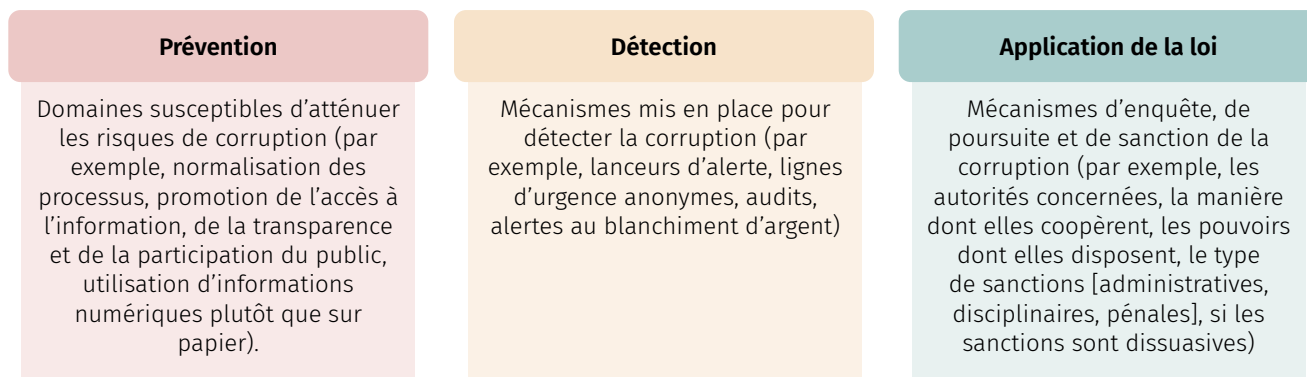 Prévention
Domaines susceptibles d’atténuer
les risques de corruption (par
exemple, normalisation des
processus, promotion de l’accès à
l’information, de la transparence
et de la participation du public,
utilisation d’informations
numériques plutôt que sur
papier).
Détection
Mécanismes mis en place pour
détecter la corruption (par
exemple, lanceurs d’alerte, lignes
d’urgence anonymes, audits,
alertes au blanchiment d’argent)
Application de la loi
Mécanismes d’enquête, de
poursuite et de sanction de la
corruption (par exemple, les
autorités concernées, la manière
dont elles coopèrent, les pouvoirs
dont elles disposent, le type
de sanctions [administratives,
disciplinaires, pénales], si les
sanctions sont dissuasives)